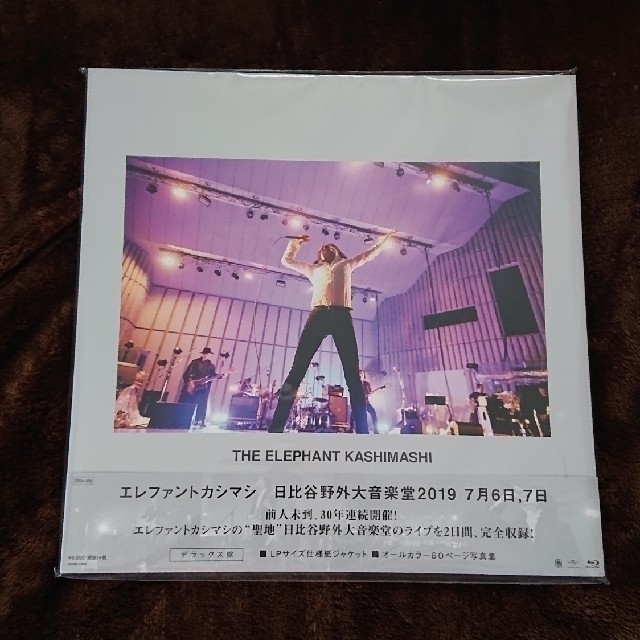 THE ELEPHANT KASHIMASHI
エレファントカシマシ 日比谷野外大音楽堂2019 7月6日,7日
前人未到、30年連続開催!
エレファントカシマシの“聖地”日比谷野外大音楽堂のライブを2日間、完全収録!
デラックス盤 ■LPサイズ仕様紙ジャケット ■オールカラー60ページ写真集